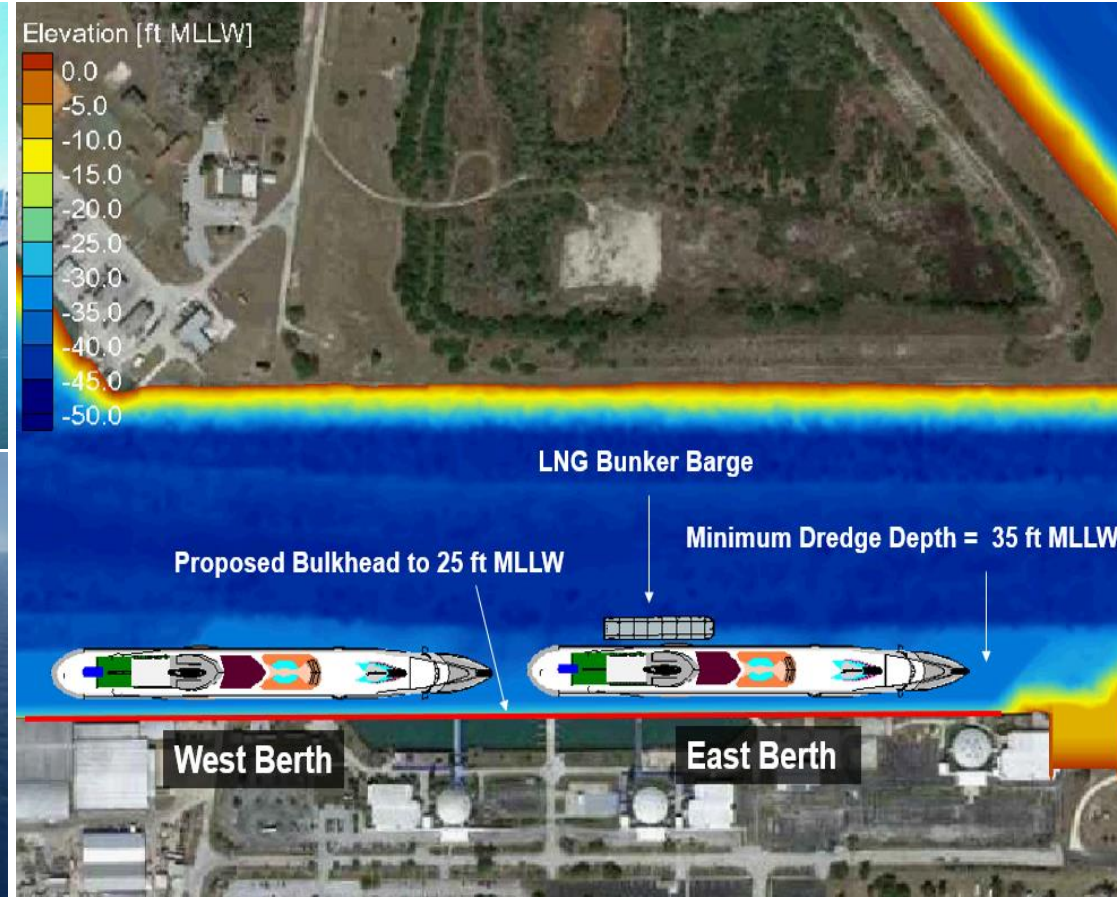 Elevation [ft MLLW]
0.0
-5.0
-10.0
-15.0
-20.0
-25.0
-30.0
-35.0
-40.0
-45.0
-50.0
LNG Bunker Barge
Minimum Dredge Depth = 35 ft MLLW
Proposed Bulkhead to 25 ft MLLW
West Berth
East Berth